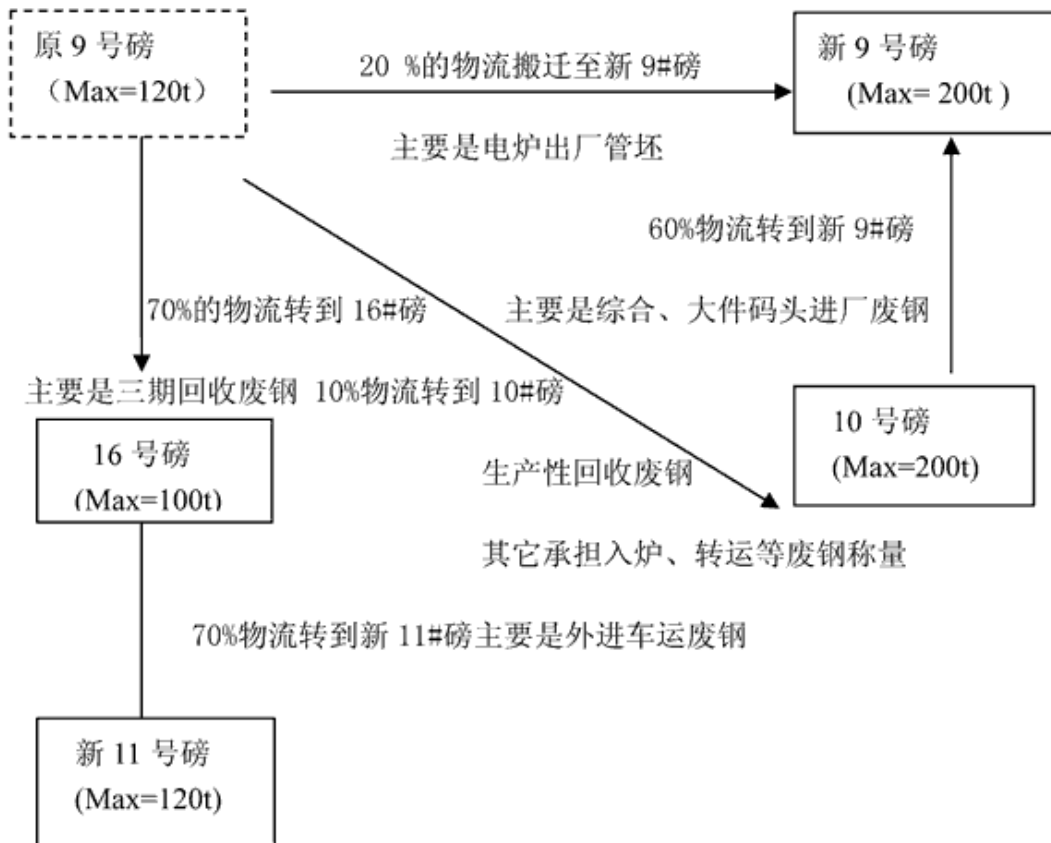 原 9 号磅
（Max=120t）
20 %的物流搬迁至新 9#磅
新 9 号磅
(Max= 200t )
主要是电炉出厂管坯
60%物流转到新 9#磅
70%的物流转到 16#磅
主要是综合、大件码头进厂废钢
主要是三期回收废钢 10%物流转到 10#磅
16 号磅
(Max=100t)
10 号磅
(Max=200t)
生产性回收废钢
其它承担入炉、转运等废钢称量
70%物流转到新 11#磅主要是外进车运废钢
新 11 号磅
(Max=120t)